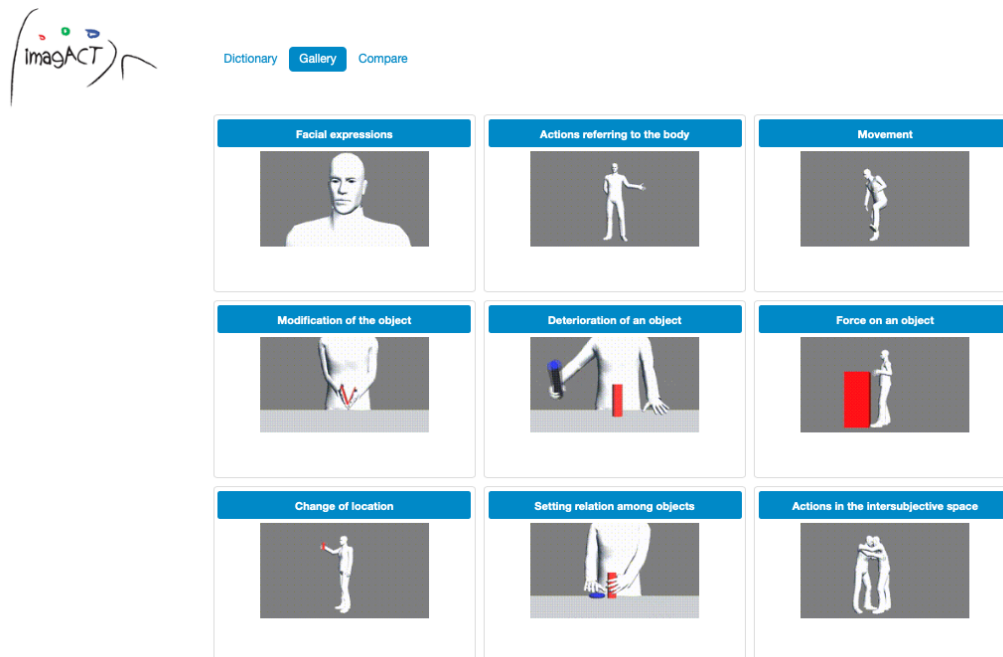 imagACT
Dictionary Gallery Compare
Facial expressions Actions referring to the body Movement
Modification of the object Deterioration of an object Force on an object
Change of location Setting relation among objects Actions in the intersubjective space